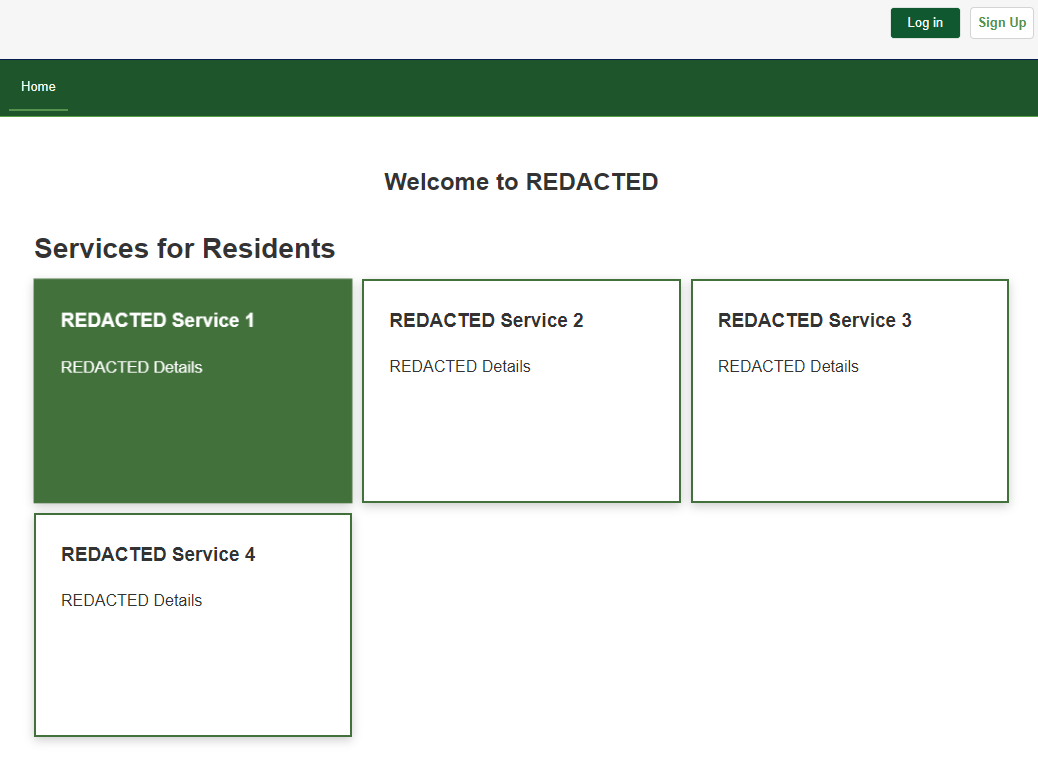 Log in
Sign Up
Home
Welcome to REDACTED
Services for Residents
REDACTED Service 1
REDACTED Details
REDACTED Service 2
REDACTED Details
REDACTED Service 3
REDACTED Details
REDACTED Service 4
REDACTED Details